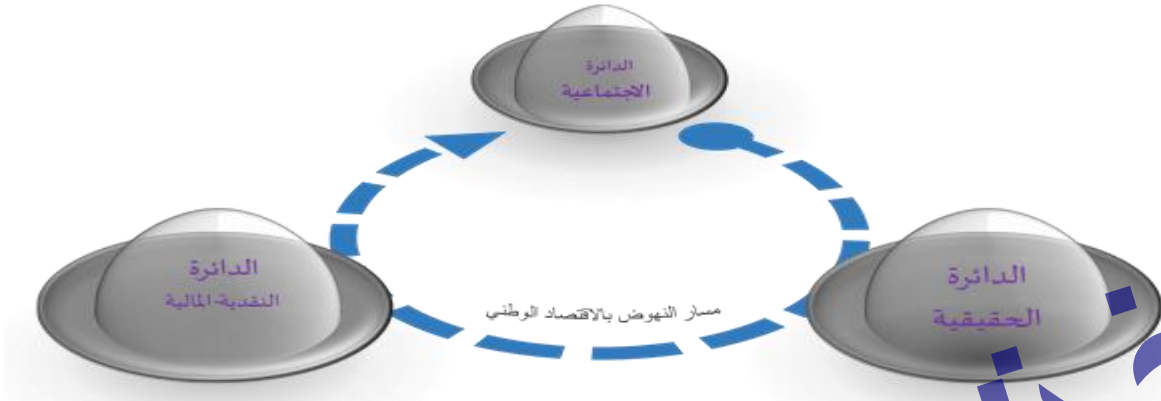 الدائرة
الاجتماعية
الدائرة
الحقيقية
الدائرة
النقدية-المالية
مسار النهوض بالاقتصاد الوطني